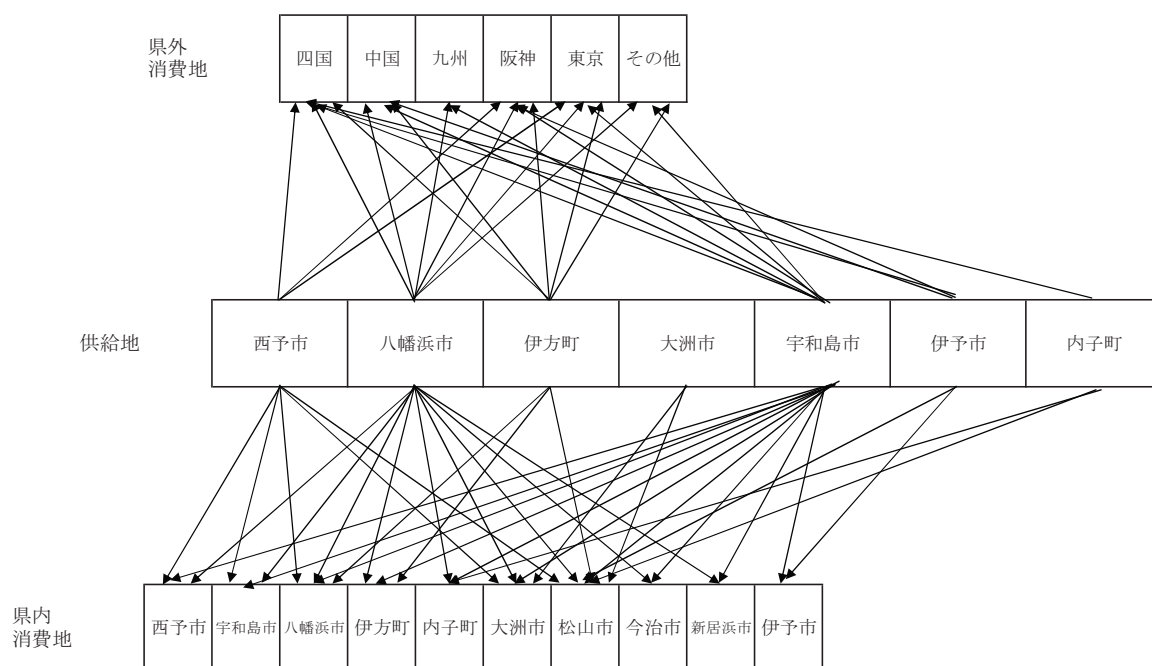 県外
消費地
四国 中国 九州 阪神 東京 その他
供給地
西予市 八幡浜市 伊方町 大洲市 宇和島市 伊予市 内子町
県内
消費地
西予市 宇和島市 八幡浜市 伊方町 内子町 大洲市 松山市 今治市 新居浜市 伊予市